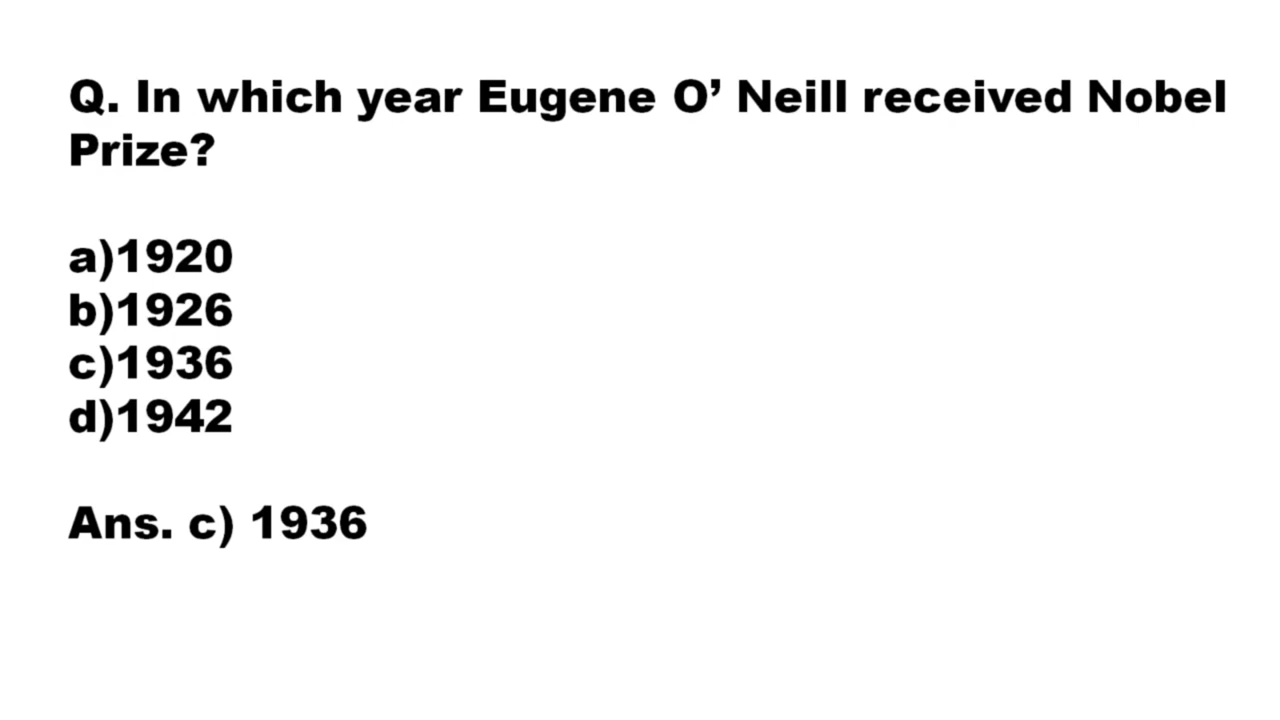 Q. In which year Eugene O’ Neill received Nobel
Prize?
a)1920
b)1926
c)1936
d)1942
Ans. c) 1936